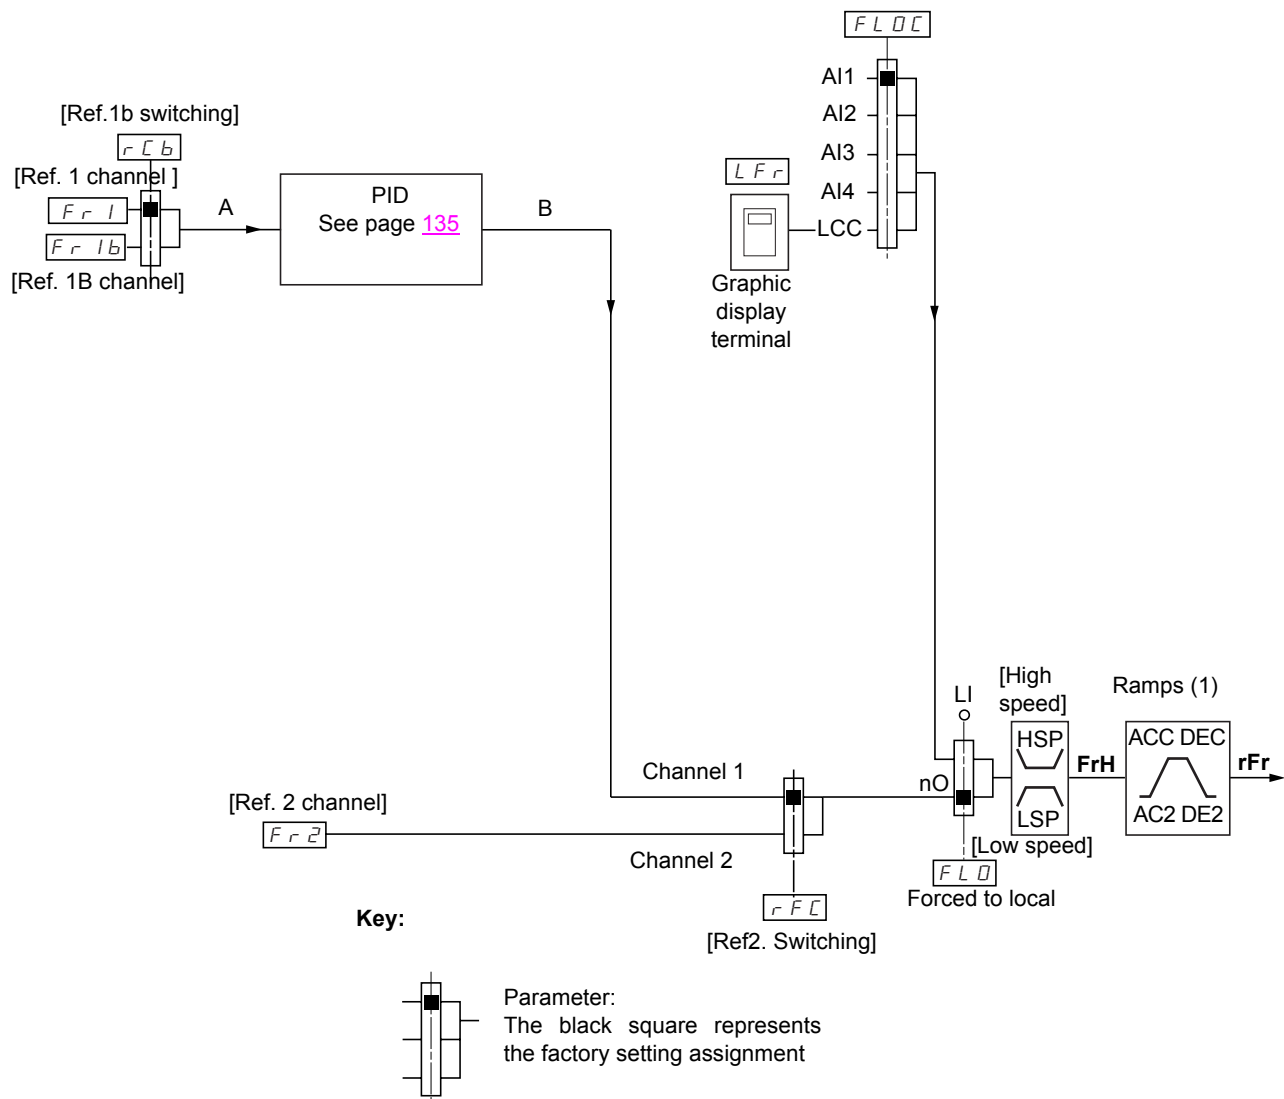 FLOC
AI1
AI2
AI3
AI4
LCC
LFr
Graphic
display
terminal
[Ref.1b switching]
rCb
[Ref. 1 channel ]
Fr1
Fr1b
[Ref. 1B channel]
A
PID
See page 135
B
LI
[High
speed]
Ramps (1)
HSP
LSP
FrH
ACC DEC
AC2 DE2
rFr
nO
[Low speed]
FLO
Forced to local
Channel 1
[Ref. 2 channel]
Fr2
Channel 2
rFC
[Ref2. Switching]
Key:
Parameter:
The black square represents
the factory setting assignment